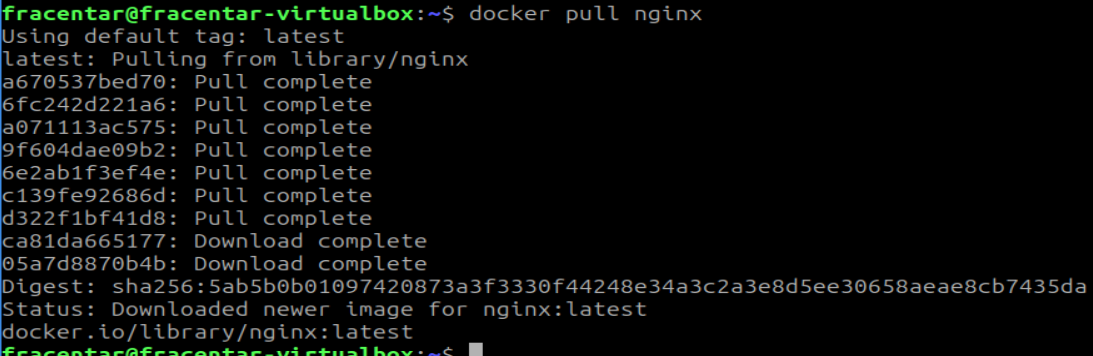 fracentar@fracentar-virtualbox:~$ docker pull nginx
Using default tag: latest
latest: Pulling from library/nginx
a670537bed70: Pull complete
6fc242d221a6: Pull complete
a071113ac575: Pull complete
9f604dae09b2: Pull complete
6e2ab1f3ef4e: Pull complete
c139fe92686d: Pull complete
d322f1bf41d8: Pull complete
ca81da665177: Download complete
05a7d8870b4b: Download complete
Digest: sha256:5ab5b0b01097420873a3f3330f44248e34a3c2a3e8d5ee30658aeae8cb7435da
Status: Downloaded newer image for nginx:latest
docker.io/library/nginx:latest
fracentar@fracentar-virtualbox:~$